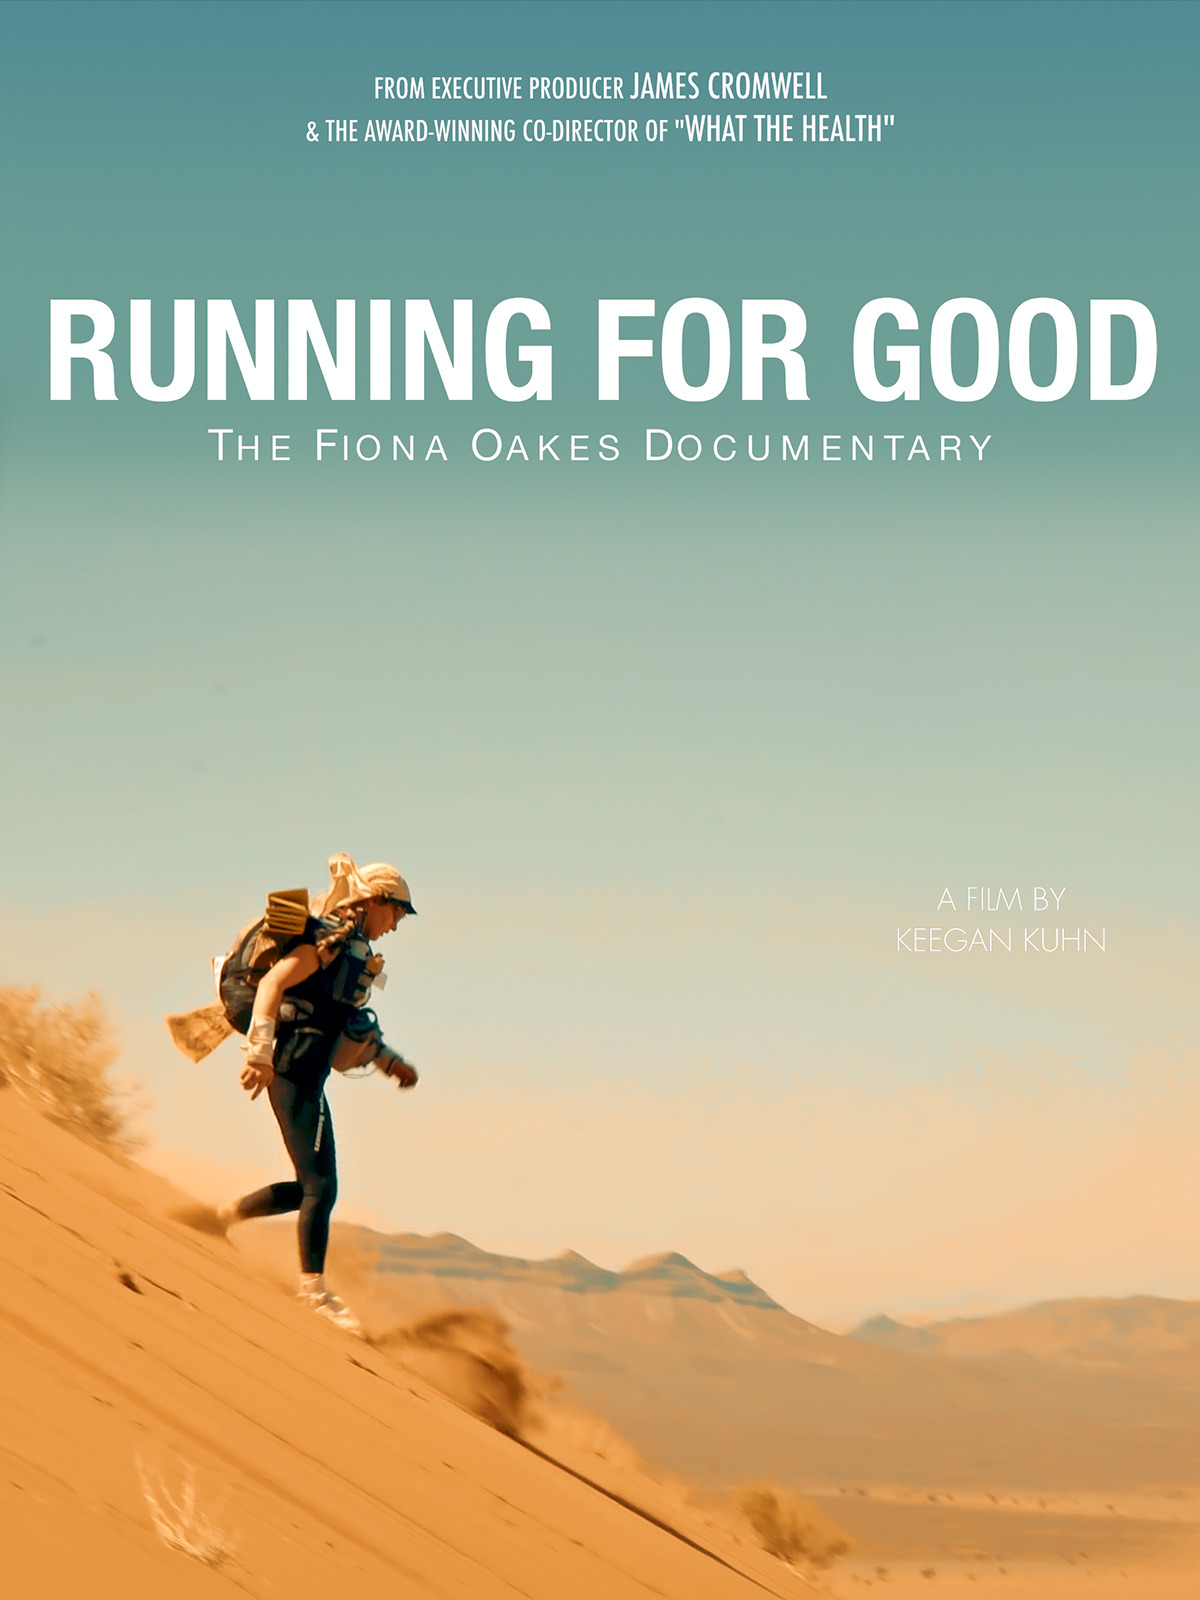 FROM EXECUTIVE PRODUCER JAMES CROMWELL
& THE AWARD-WINNING CO-DIRECTOR OF "WHAT THE HEALTH"
RUNNING FOR GOOD
THE FIONA OAKES DOCUMENTARY
A FILM BY
KEEGAN KUHN